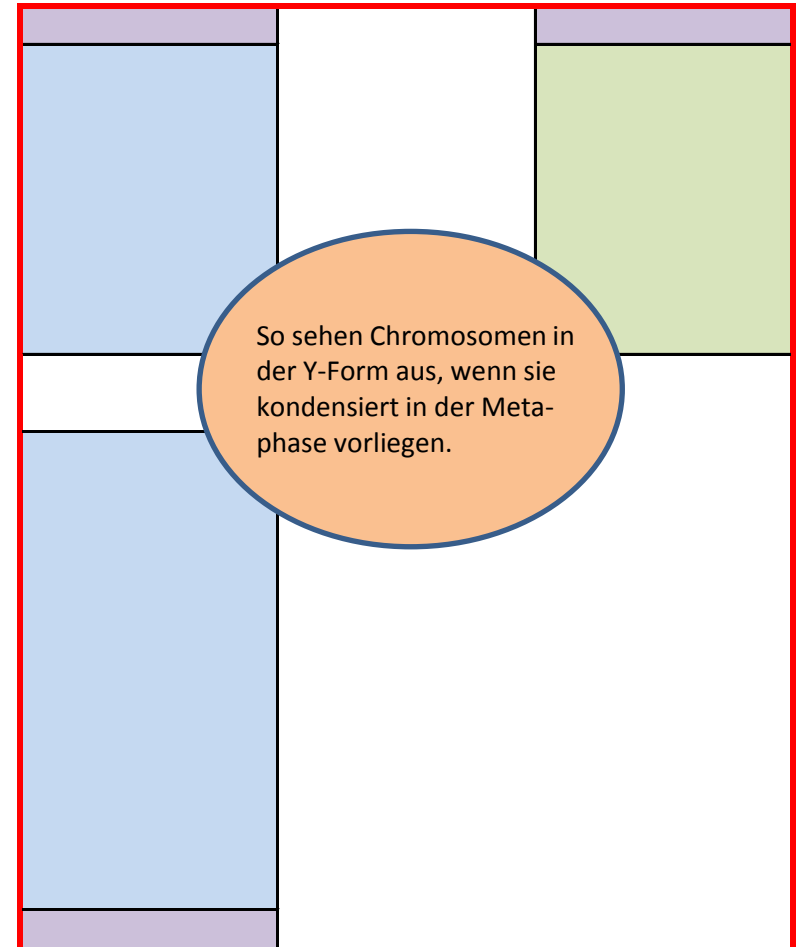 So sehen Chromosomen in
der Y-Form aus, wenn sie
kondensiert in der Meta-
phase vorliegen.